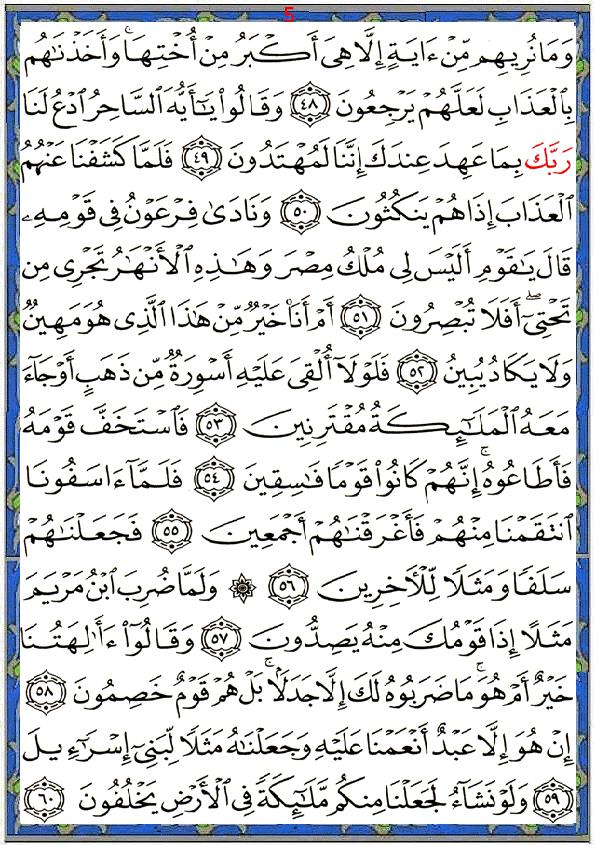 5
وَمَا نُرِيهِم مِّنْ ءَايَةٍ إِلَّا هِىَ أَكْبَرُ مِنْ أُخْتِهَا ۖ وَأَخَذْنَٰهُم
بِٱلْعَذَابِ لَعَلَّهُمْ يَرْجِعُونَ ٤٨ وَقَالُوا۟ يَٰٓأَيُّهَ ٱلسَّاحِرُ ٱدْعُ لَنَا
رَبَّكَ بِمَا عَهِدَ عِندَكَ إِنَّنَا لَمُهْتَدُونَ ٤٩ فَلَمَّا كَشَفْنَا عَنْهُمُ
ٱلْعَذَابَ إِذَا هُمْ يَنكُثُونَ ٥٠ وَنَادَىٰ فِرْعَوْنُ فِى قَوْمِهِۦ
قَالَ يَٰقَوْمِ أَلَيْسَ لِى مُلْكُ مِصْرَ وَهَٰذِهِ ٱلْأَنْهَٰرُ تَجْرِى مِن
تَحْتِىٓ ۖ أَفَلَا تُبْصِرُونَ ٥١ أَمْ أَنَا۠ خَيْرٌ مِّنْ هَٰذَا ٱلَّذِى هُوَ مَهِينٌ
وَلَا يَكَادُ يُبِينُ ٥٢ فَلَوْلَآ أُلْقِىَ عَلَيْهِ أَسْوِرَةٌ مِّن ذَهَبٍ أَوْ جَآءَ
مَعَهُ ٱلْمَلَٰٓئِكَةُ مُقْتَرِنِينَ ٥٣ فَٱسْتَخَفَّ قَوْمَهُۥ
فَأَطَاعُوهُ ۚ إِنَّهُمْ كَانُوا۟ قَوْمًا فَٰسِقِينَ ٥٤ فَلَمَّآ ءَاسَفُونَا
ٱنتَقَمْنَا مِنْهُمْ فَأَغْرَقْنَٰهُمْ أَجْمَعِينَ ٥٥ فَجَعَلْنَٰهُمْ
سَلَفًا وَمَثَلًا لِّلْءَاخِرِينَ ٥٦ ۞ وَلَمَّا ضُرِبَ ٱبْنُ مَرْيَمَ
مَثَلًا إِذَا قَوْمُكَ مِنْهُ يَصِدُّونَ ٥٧ وَقَالُوٓا۟ ءَأَٰلِهَتُنَا
خَيْرٌ أَمْ هُوَ ۚ مَا ضَرَبُوهُ لَكَ إِلَّا جَدَلًۢا ۚ بَلْ هُمْ قَوْمٌ خَصِمُونَ ٥٨
إِنْ هُوَ إِلَّا عَبْدٌ أَنْعَمْنَا عَلَيْهِ وَجَعَلْنَٰهُ مَثَلًا لِّبَنِىٓ إِسْرَٰٓءِيلَ
٥٩ وَلَوْ نَشَآءُ لَجَعَلْنَا مِنكُم مَّلَٰٓئِكَةً فِى ٱلْأَرْضِ يَخْلُفُونَ ٦٠